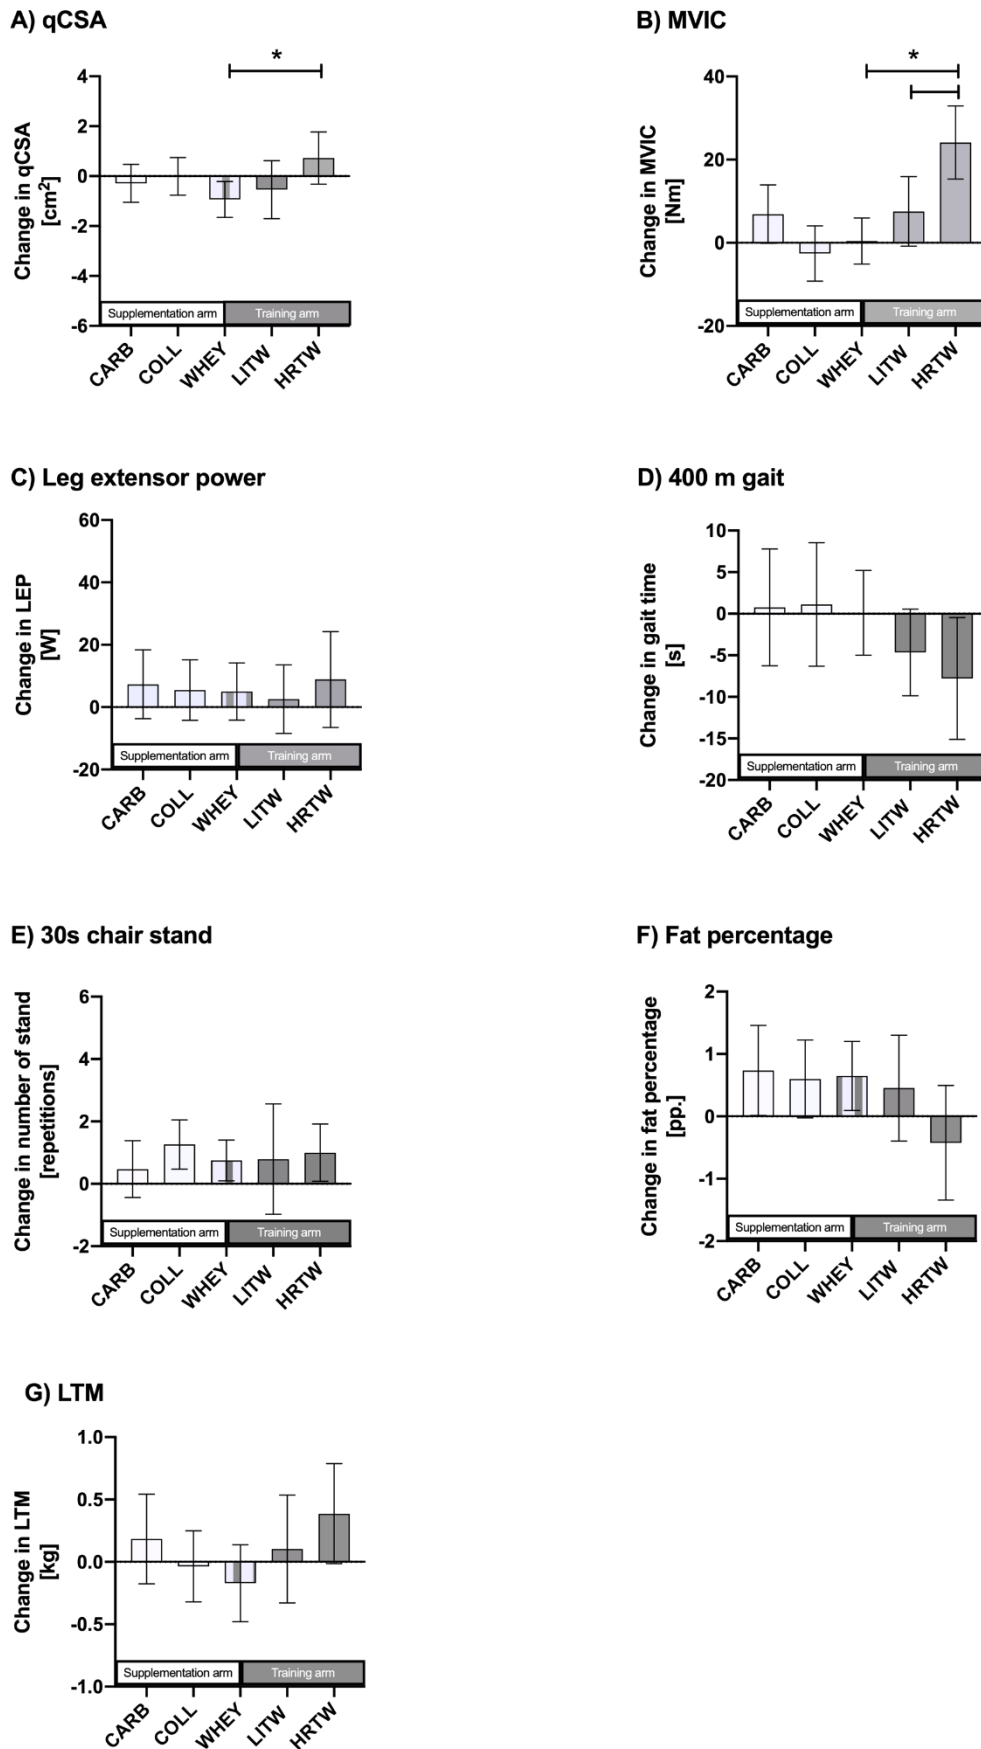 A) qCSA
*
Change in qCSA
[cm²]
4
2
0
-2
-4
-6
Supplementation arm
Training arm
CARB
COLL
WHEY
LITW
HRTW
B) MVIC
*
Change in MVIC
[Nm]
40
20
0
-20
Supplementation arm
Training arm
CARB
COLL
WHEY
LITW
HRTW
C) Leg extensor power
Change in LEP
[W]
60
40
20
0
-20
Supplementation arm
Training arm
CARB
COLL
WHEY
LITW
HRTW
D) 400 m gait
Change in gait time
[s]
10
5
0
-5
-10
-15
-20
Supplementation arm
Training arm
CARB
COLL
WHEY
LITW
HRTW
E) 30s chair stand
Change in number of stand
[repetitions]
6
4
2
0
-2
Supplementation arm
Training arm
CARB
COLL
WHEY
LITW
HRTW
F) Fat percentage
Change in fat percentage
[pp.]
2
1
0
-1
-2
Supplementation arm
Training arm
CARB
COLL
WHEY
LITW
HRTW
G) LTM
Change in LTM
[kg]
1.0
0.5
0.0
-0.5
-1.0
Supplementation arm
Training arm
CARB
COLL
WHEY
LITW
HRTW